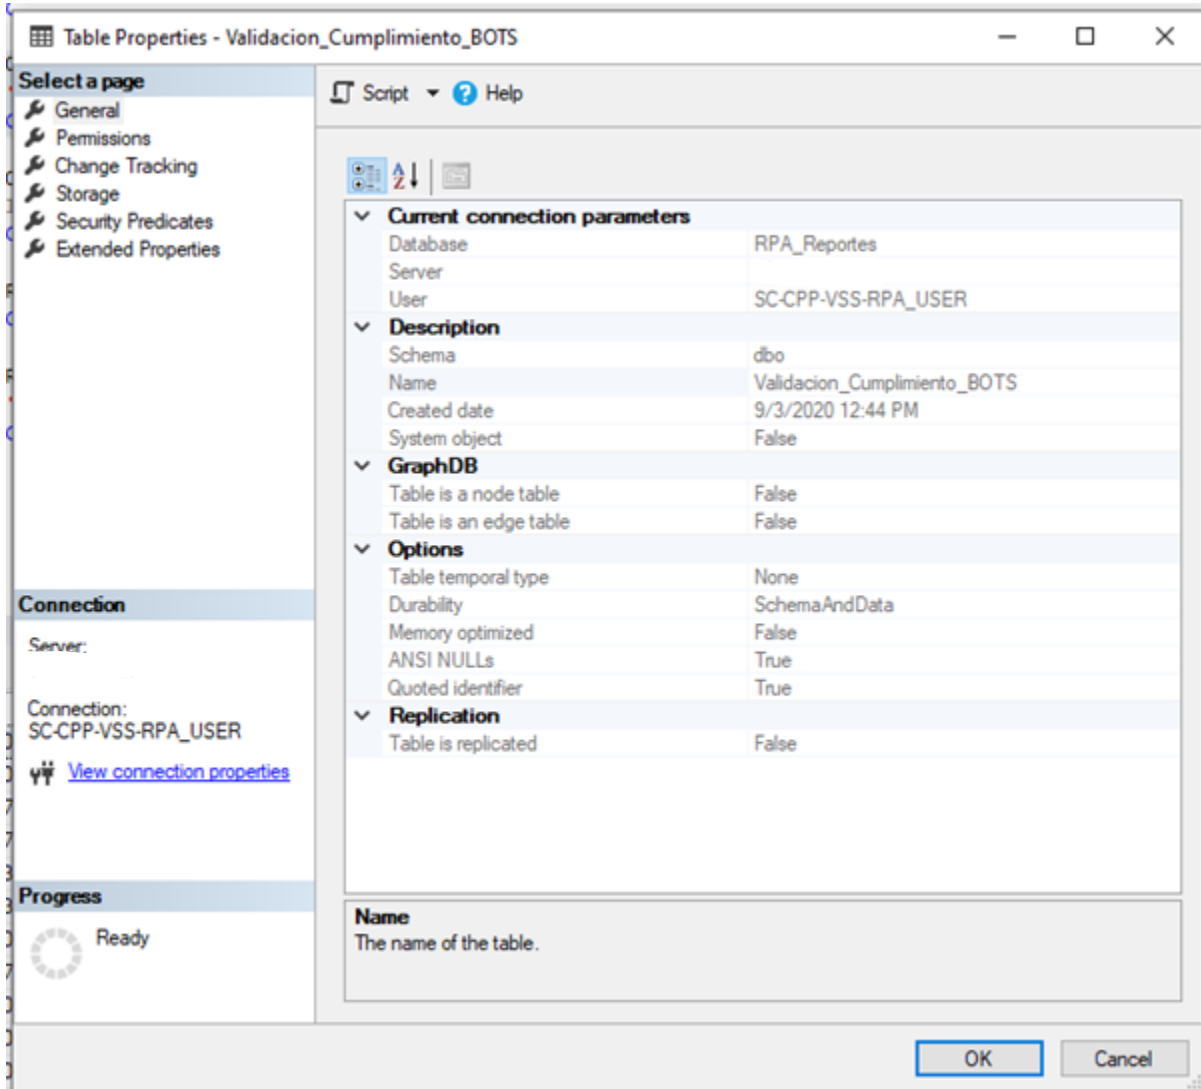 Table Properties - Validacion_Cumplimiento_BOTS
Select a page
General
Permissions
Change Tracking
Storage
Security Predicates
Extended Properties
Script
Help
Current connection parameters
Database RPA_Reportes
Server
User SC-CPP-VSS-RPA_USER
Description
Schema dbo
Name Validacion_Cumplimiento_BOTS
Created date 9/3/2020 12:44 PM
System object False
GraphDB
Table is a node table False
Table is an edge table False
Options
Table temporal type None
Durability SchemaAndData
Memory optimized False
ANSI NULLs True
Quoted identifier True
Replication
Table is replicated False
Connection
Server:
Connection:
SC-CPP-VSS-RPA_USER
View connection properties
Progress
Ready
Name
The name of the table.
OK Cancel